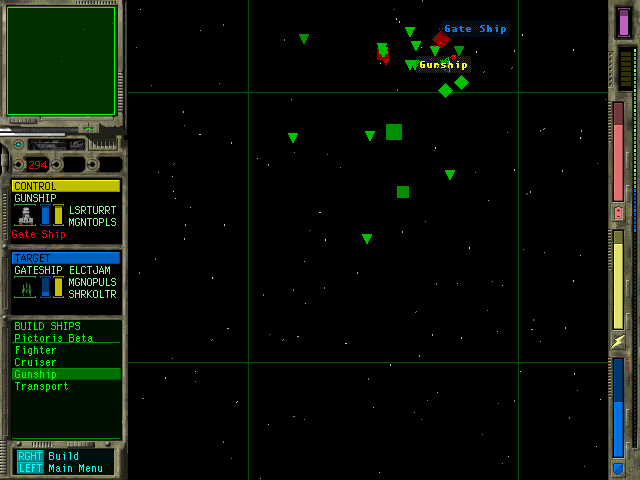 Gate Ship
Gunship
294
CONTROL
GUNSHIP
LSRTURRT
MGNTOPLS
Gate Ship
TARGET
GATESHIP ELCTJAM
MGNOPULS
SHRKOLTR
BUILD SHIPS
Pictoris Beta
Fighter
Cruiser
Gunship
Transport
RGHT Build
LEFT Main Menu